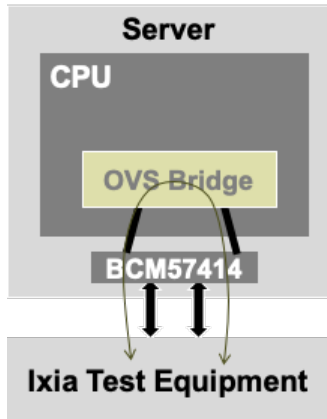 Server
CPU
OVS Bridge
BCM57414
Ixia Test Equipment